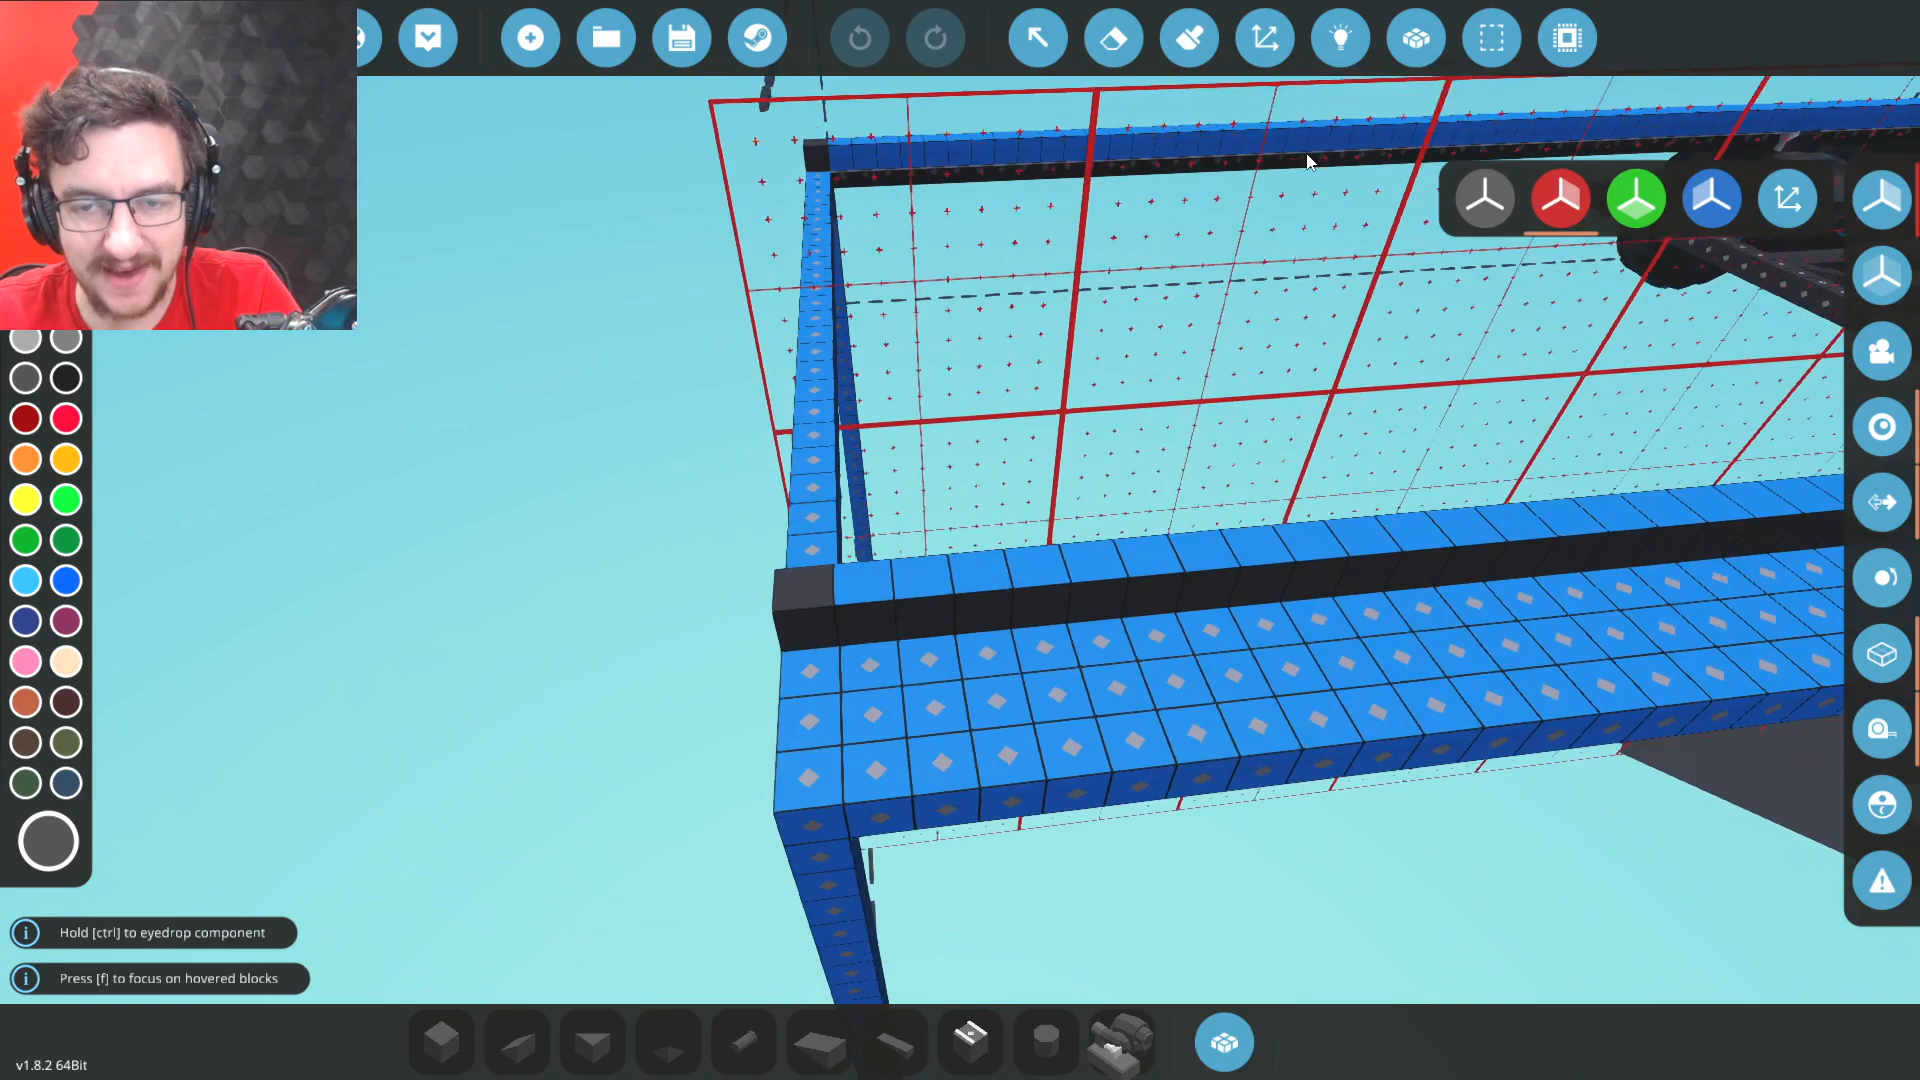 Hold [ctrl] to eyedrop component
Press [f] to focus on hovered blocks
v1.8.2 64Bit